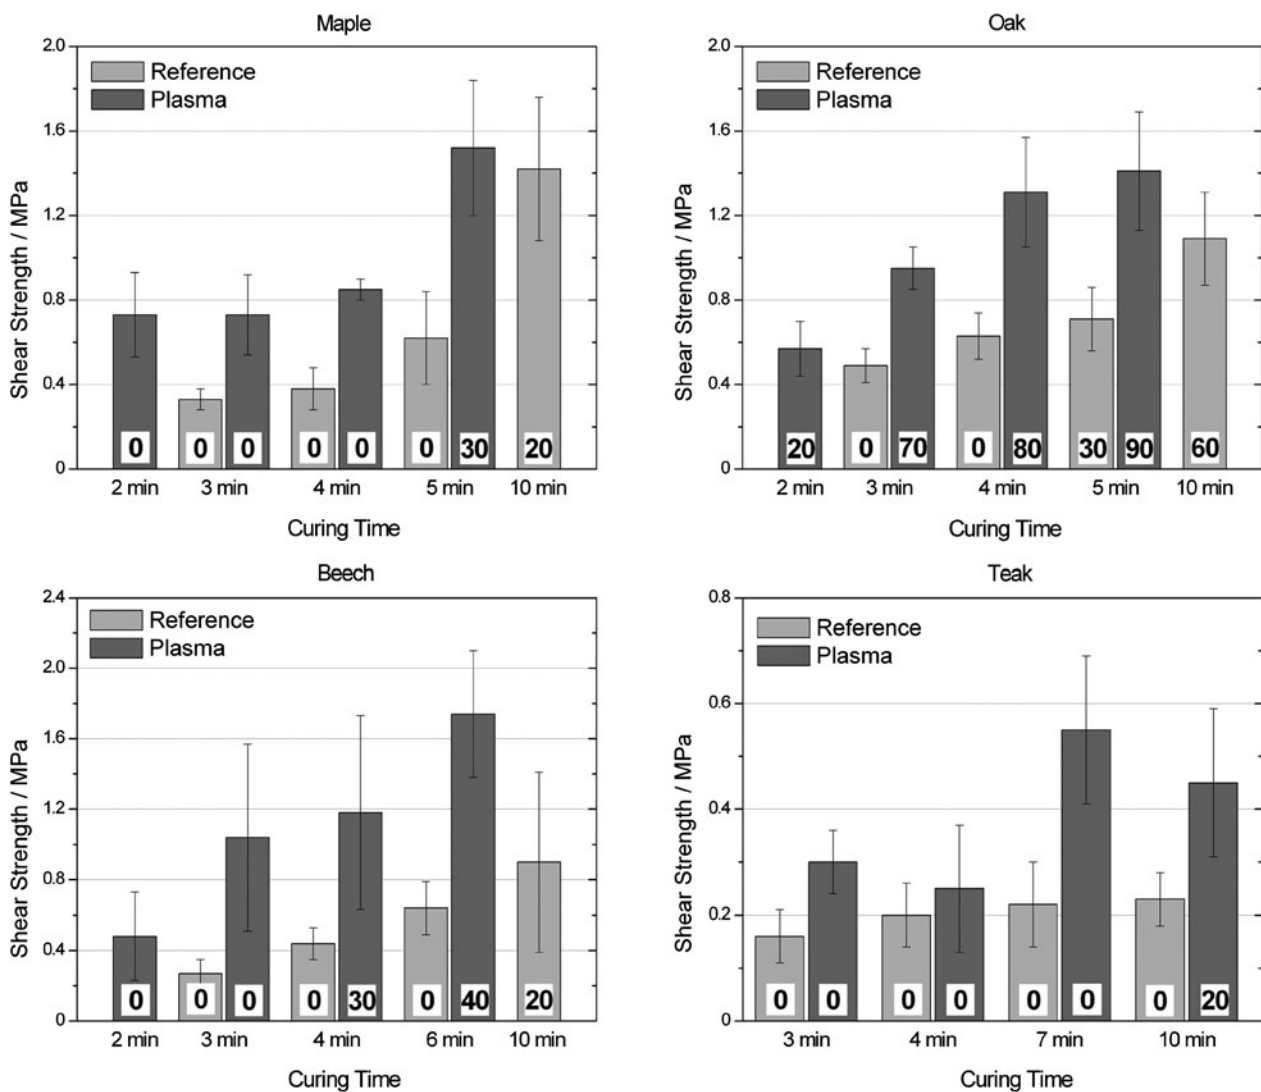 Maple
2.0
1.6
1.2
0.8
0.4
0
Shear Strength / MPa
Reference
Plasma
0 0 0 0 0 0 30 20
2 min 3 min 4 min 5 min 10 min
Curing Time
Oak
2.0
1.6
1.2
0.8
0.4
0
Shear Strength / MPa
Reference
Plasma
20 0 70 0 80 30 90 60
2 min 3 min 4 min 5 min 10 min
Curing Time
Beech
2.4
2.0
1.6
1.2
0.8
0.4
0
Shear Strength / MPa
Reference
Plasma
0 0 0 0 30 0 40 20
2 min 3 min 4 min 6 min 10 min
Curing Time
Teak
0.8
0.6
0.4
0.2
0
Shear Strength / MPa
Reference
Plasma
0 0 0 0 0 0 0 20
3 min 4 min 7 min 10 min
Curing Time